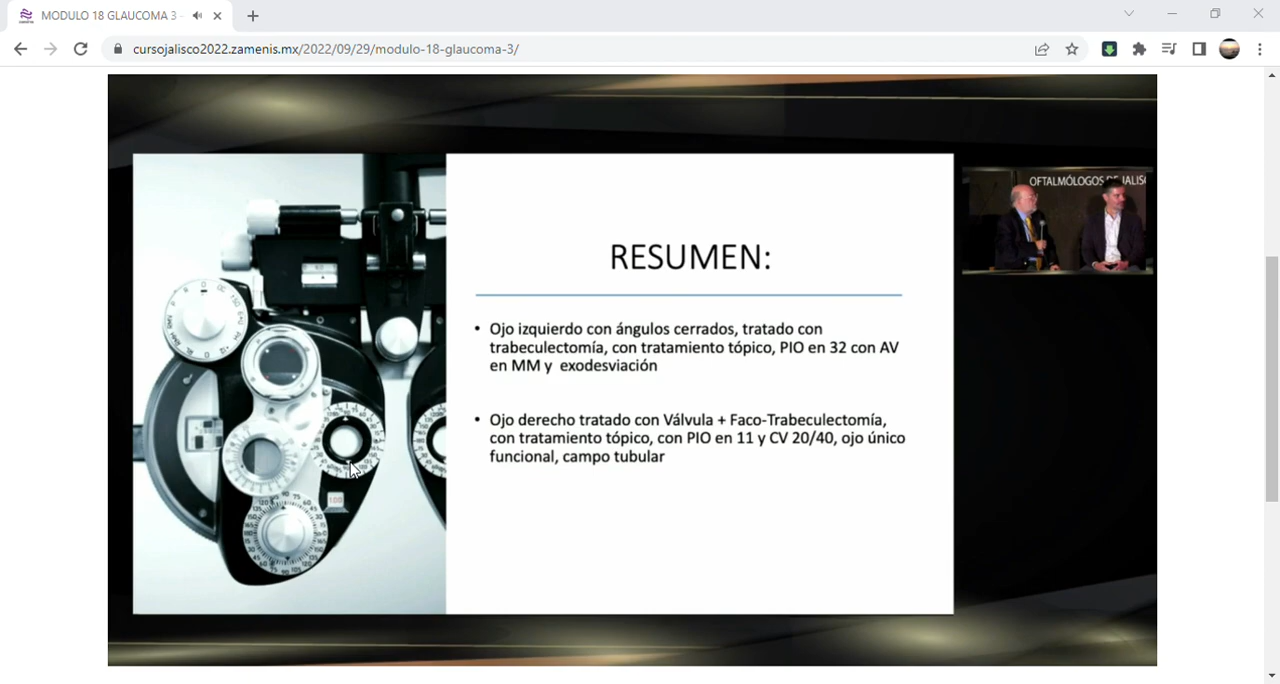 MODULO 18 GLAUCOMA 3 -
cursojalisco2022.zamenis.mx/2022/09/29/modulo-18-glaucoma-3/
OFTALMÓLOGOS DE JALISC
RESUMEN:
• Ojo izquierdo con ángulos cerrados, tratado con
trabeculectomía, con tratamiento tópico, PIO en 32 con AV
en MM y exodesviación
• Ojo derecho tratado con Válvula + Faco-Trabeculectomía,
con tratamiento tópico, con PIO en 11 y CV 20/40, ojo único
funcional, campo tubular